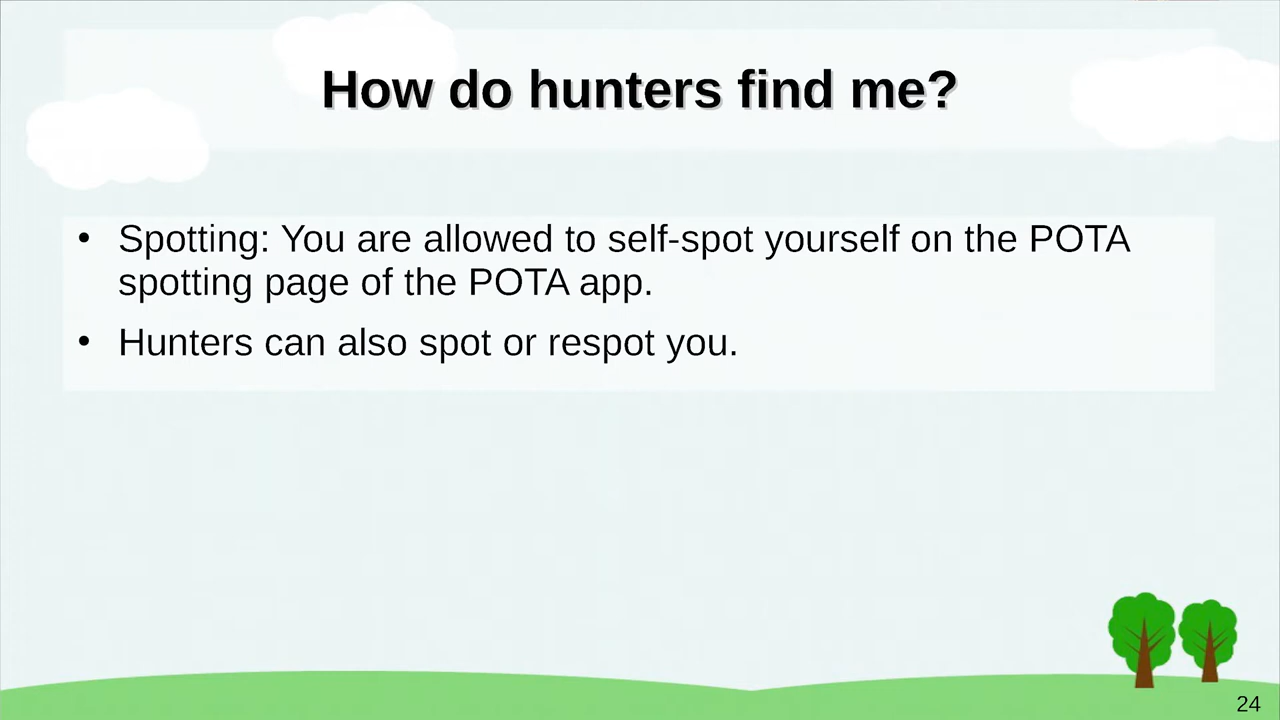 How do hunters find me?
• Spotting: You are allowed to self-spot yourself on the POTA
spotting page of the POTA app.
• Hunters can also spot or respot you.
24